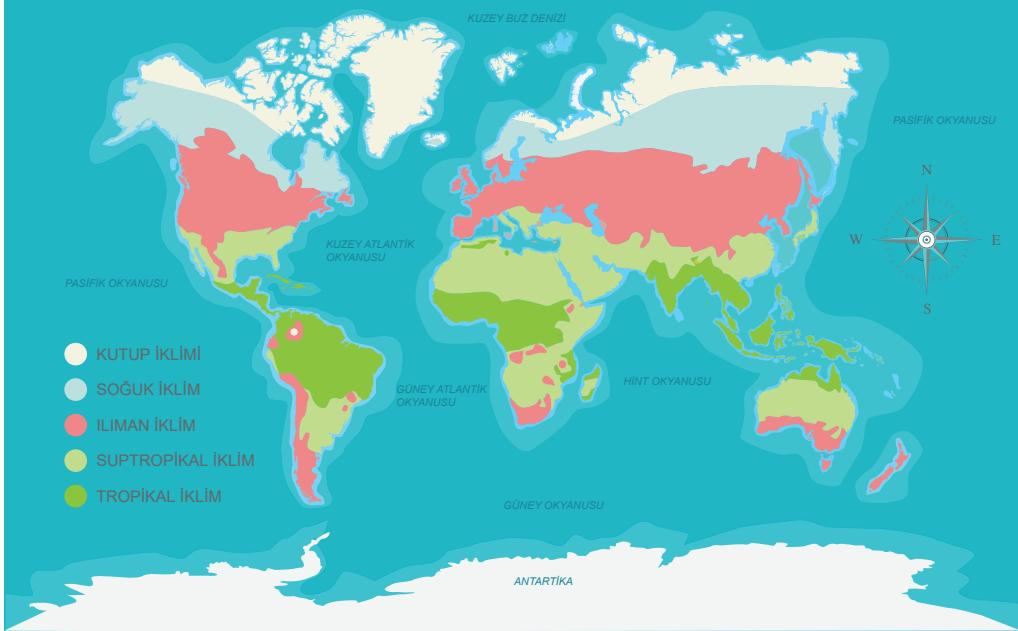 KUZEY BUZ DENİZİ
PASİFİK OKYANUSU
N
W
E
S
KUZEY ATLANTİK
OKYANUSU
PASİFİK OKYANUSU
KUTUP İKLİMİ
SOĞUK İKLİM
ILIMAN İKLİM
SUPTROPİKAL İKLİM
TROPİKAL İKLİM
GÜNEY ATLANTİK
OKYANUSU
HİNT OKYANUSU
GÜNEY OKYANUSU
ANTARTİKA